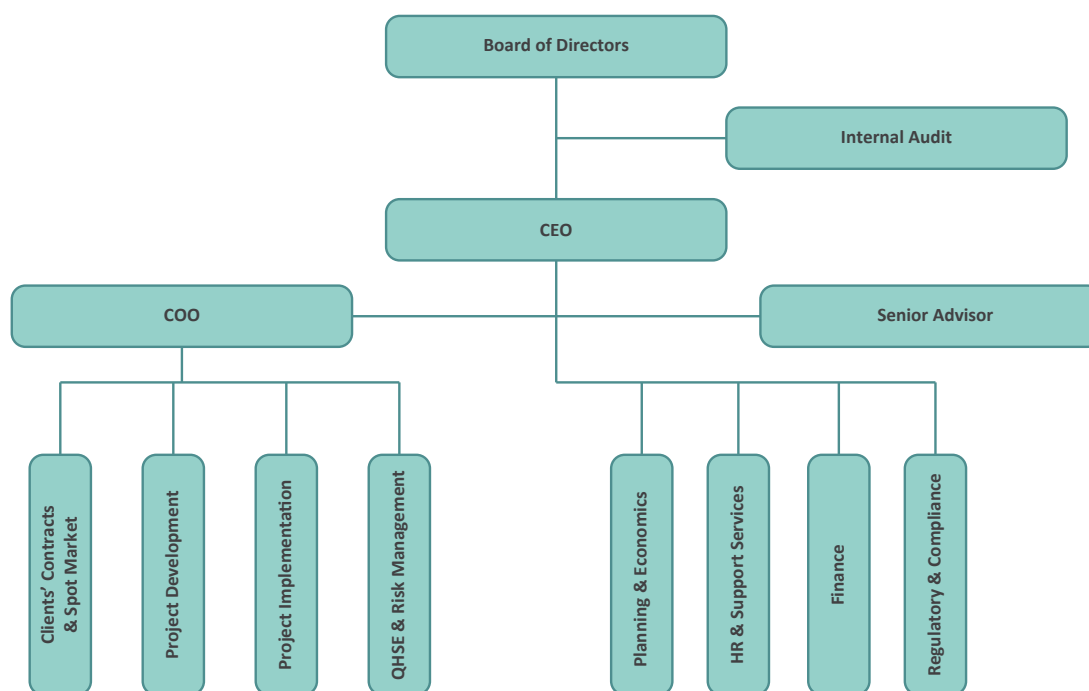 Board of Directors
Internal Audit
CEO
COO
Senior Advisor
Clients’ Contracts
& Spot Market
Project Development
Project Implementation
QHSE & Risk Management
Planning & Economics
HR & Support Services
Finance
Regulatory & Compliance